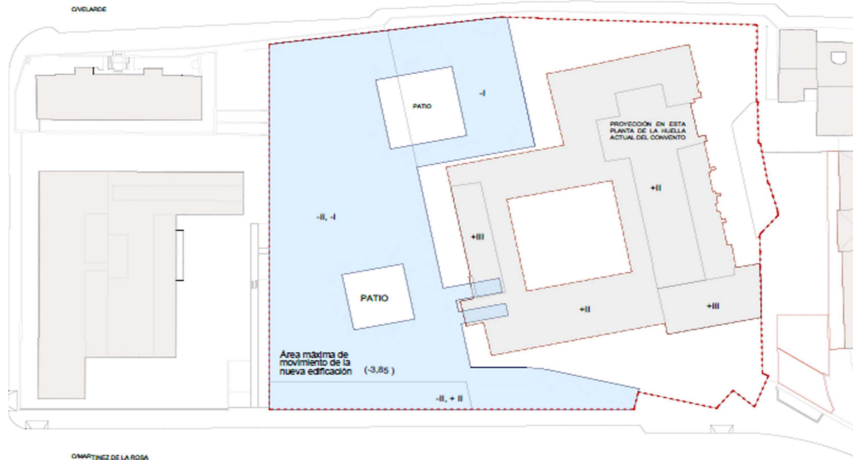 C/VELARDE
PATIO
-I
PROYECCIÓN EN ESTA
PLANTA DE LA HUELLA
ACTUAL DEL CONVENTO
+II
-II, -I
+III
PATIO
+II
+III
Area máxima de
movimiento de la
nueva edificación (-3,85 )
-II, + II
C/MARTINEZ DE LA ROSA